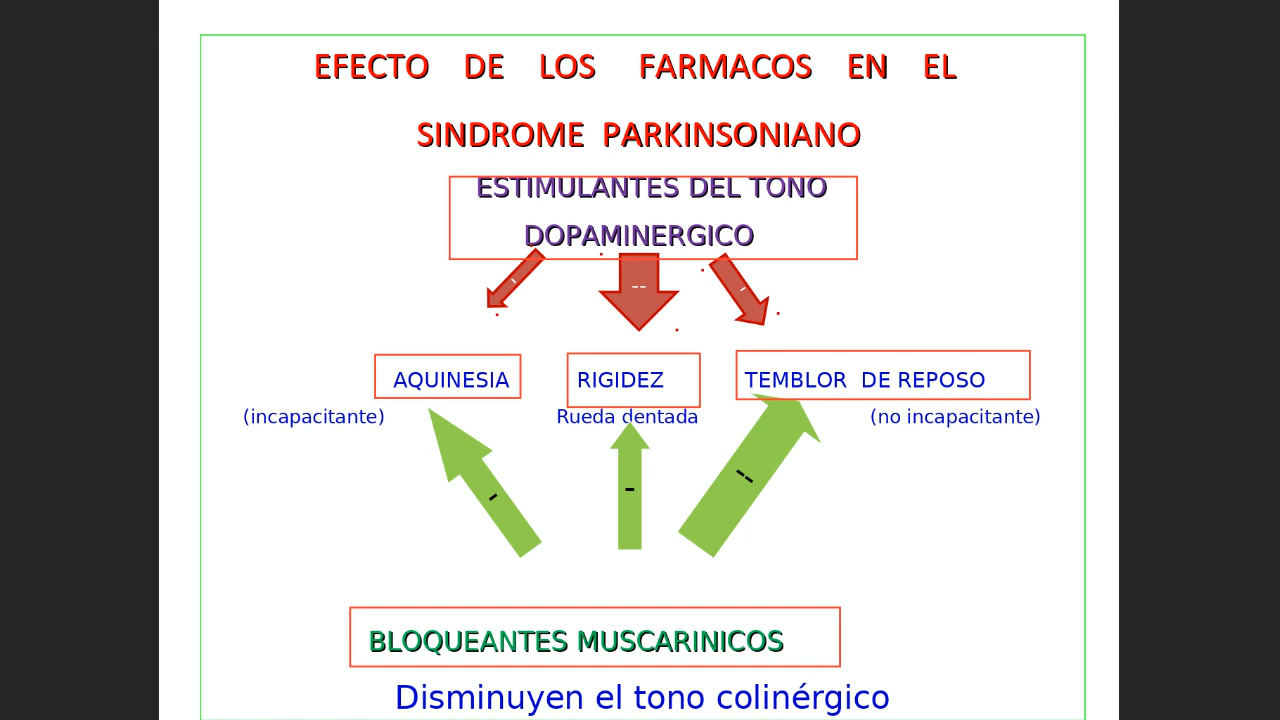 EFECTO DE LOS FARMACOS EN EL
SINDROME PARKINSONIANO
ESTIMULANTES DEL TONO
DOPAMINERGICO
- -- -
AQUINESIA RIGIDEZ TEMBLOR DE REPOSO
(incapacitante) Rueda dentada (no incapacitante)
- - --
BLOQUEANTES MUSCARINICOS
Disminuyen el tono colinérgico